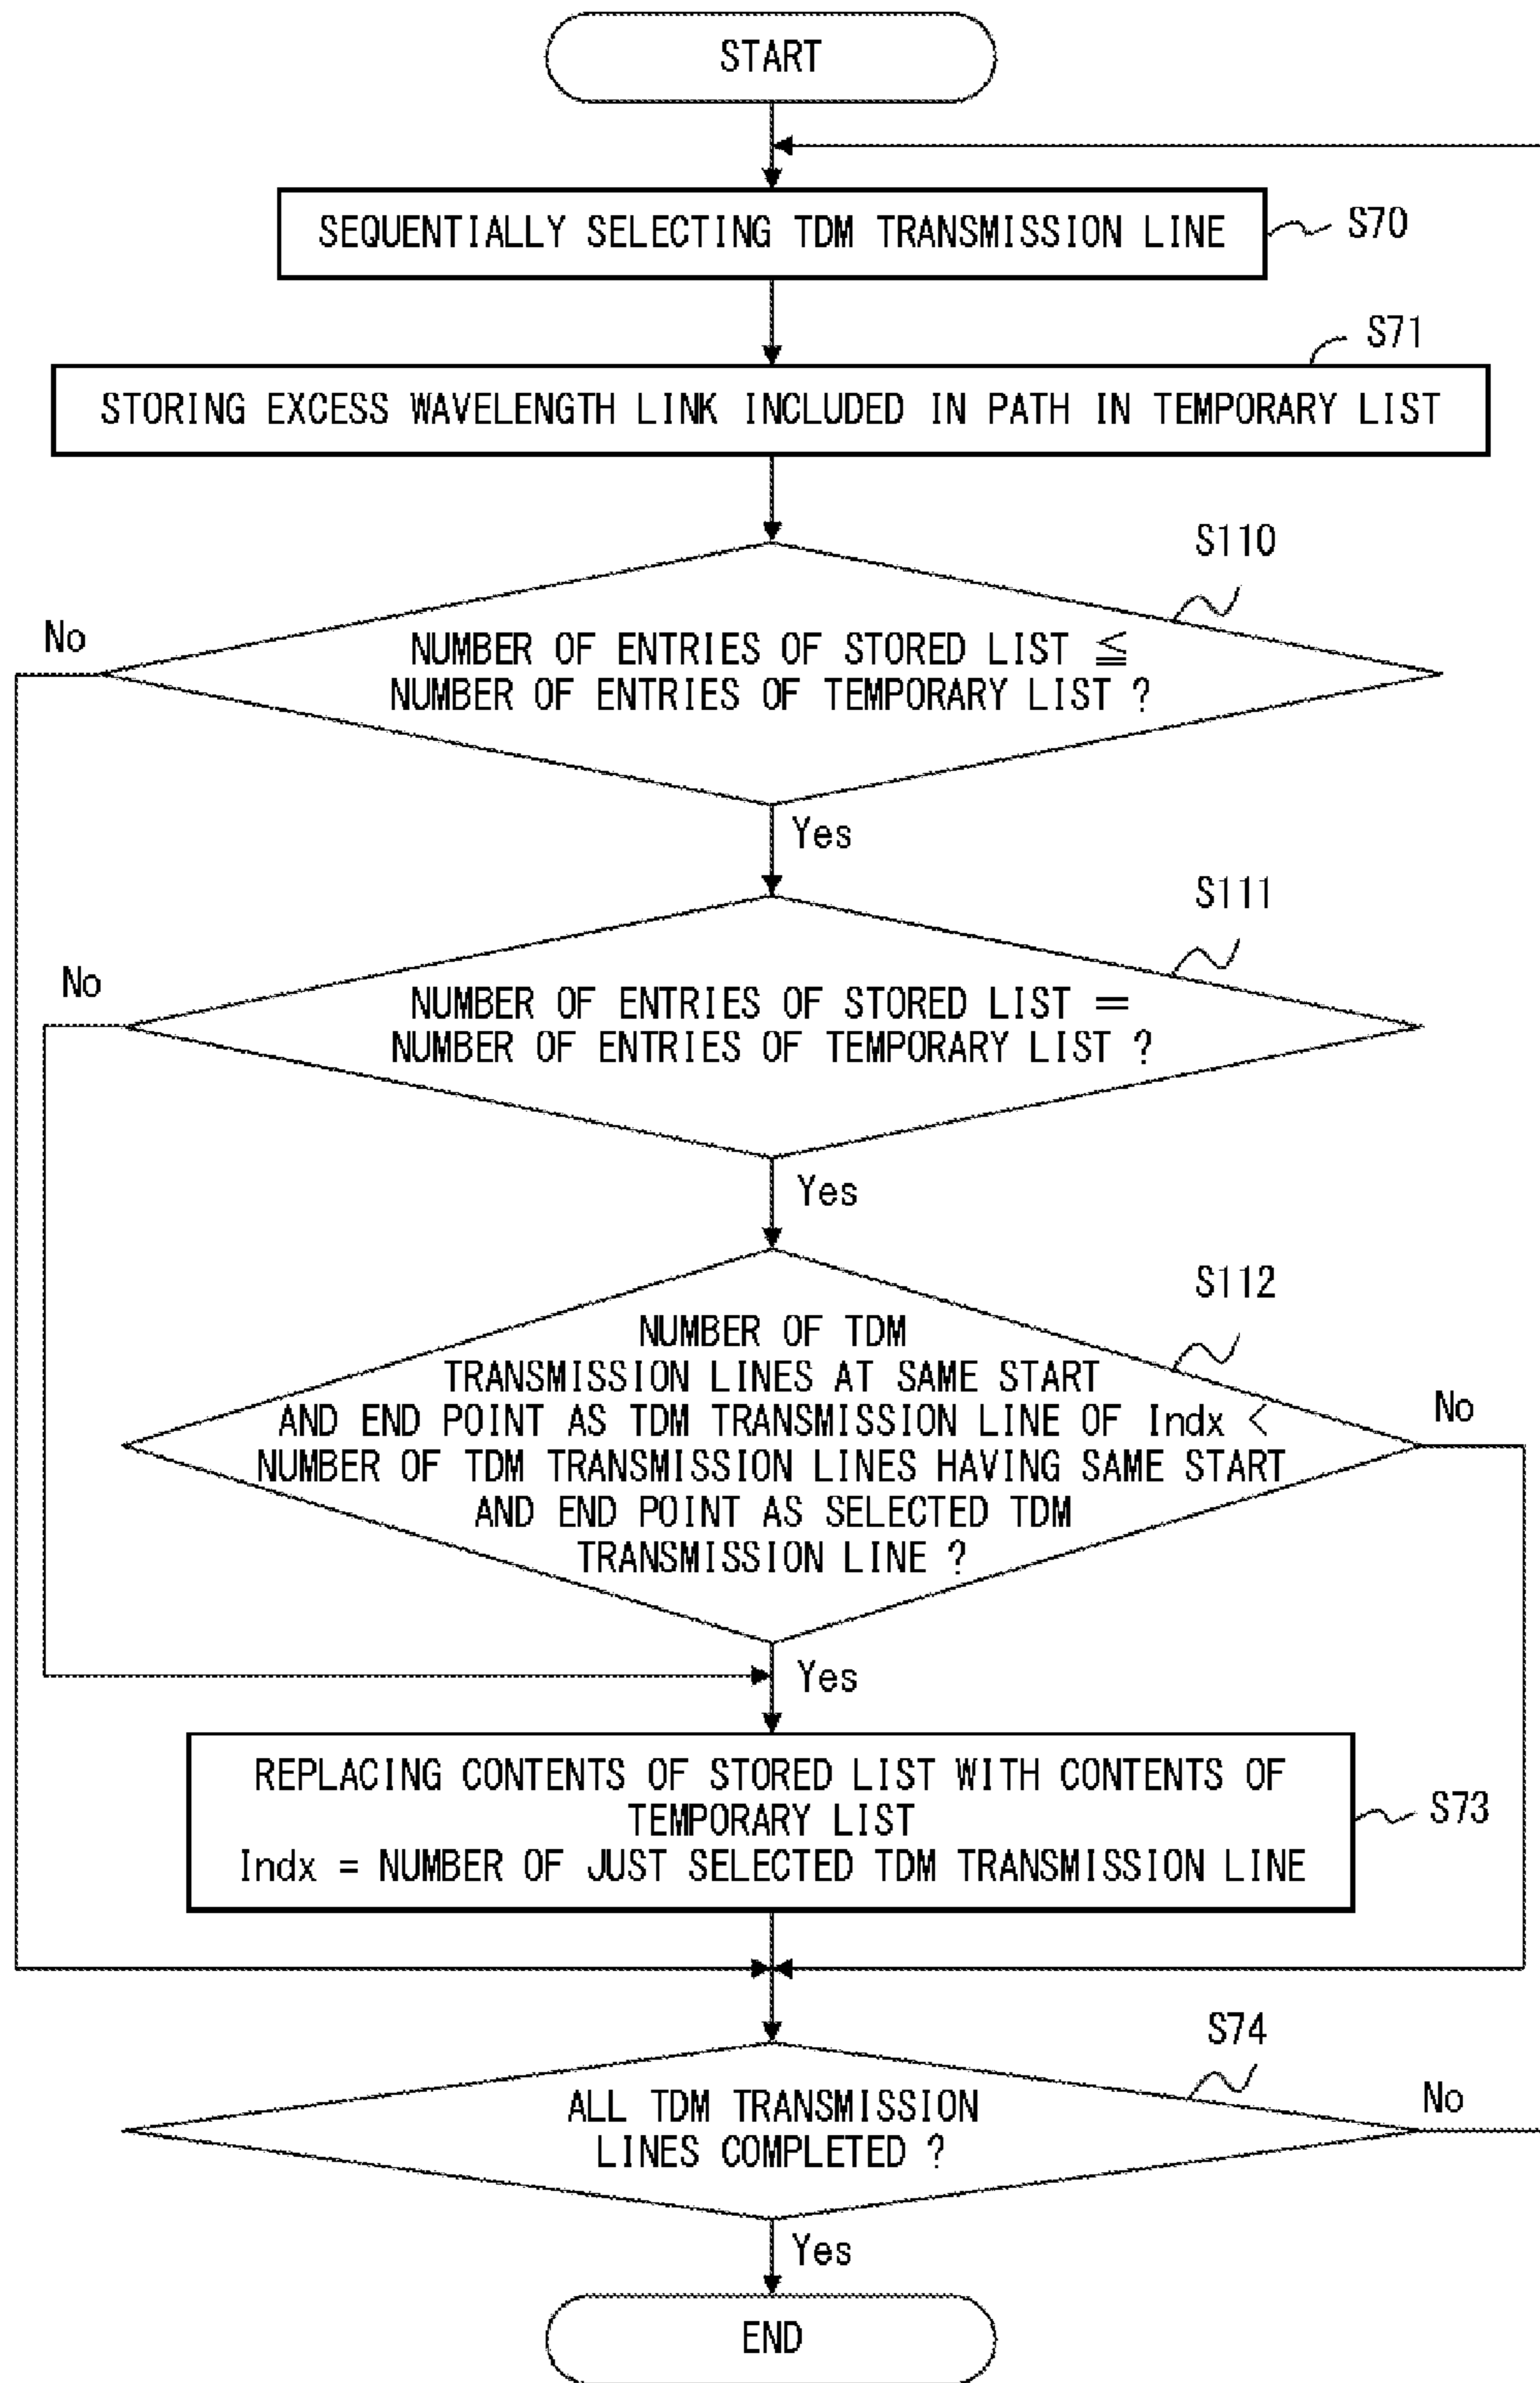 START
SEQUENTIALLY SELECTING TDM TRANSMISSION LINE
S70
S71
STORING EXCESS WAVELENGTH LINK INCLUDED IN PATH IN TEMPORARY LIST
S110
No
NUMBER OF ENTRIES OF STORED LIST ≦
NUMBER OF ENTRIES OF TEMPORARY LIST ?
Yes
S111
No
NUMBER OF ENTRIES OF STORED LIST =
NUMBER OF ENTRIES OF TEMPORARY LIST ?
Yes
S112
NUMBER OF TDM
TRANSMISSION LINES AT SAME START
AND END POINT AS TDM TRANSMISSION LINE OF Indx <
NUMBER OF TDM TRANSMISSION LINES HAVING SAME START
AND END POINT AS SELECTED TDM
TRANSMISSION LINE ?
No
Yes
REPLACING CONTENTS OF STORED LIST WITH CONTENTS OF
TEMPORARY LIST
Indx = NUMBER OF JUST SELECTED TDM TRANSMISSION LINE
S73
S74
ALL TDM TRANSMISSION
LINES COMPLETED ?
No
Yes
END